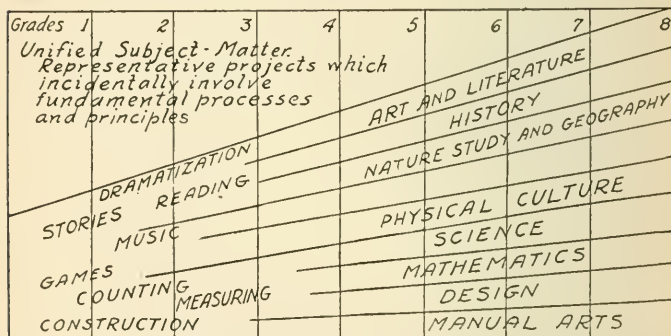 Grades 1 2 3 4 5 6 7 8
Unified Subject-Matter.
Representative projects which
incidentally involve
fundamental processes
and principles
ART AND LITERATURE
HISTORY
NATURE STUDY AND GEOGRAPHY
DRAMATIZATION
STORIES READING
MUSIC
PHYSICAL CULTURE
SCIENCE
GAMES
COUNTING
MEASURING
MATHEMATICS
DESIGN
CONSTRUCTION
MANUAL ARTS